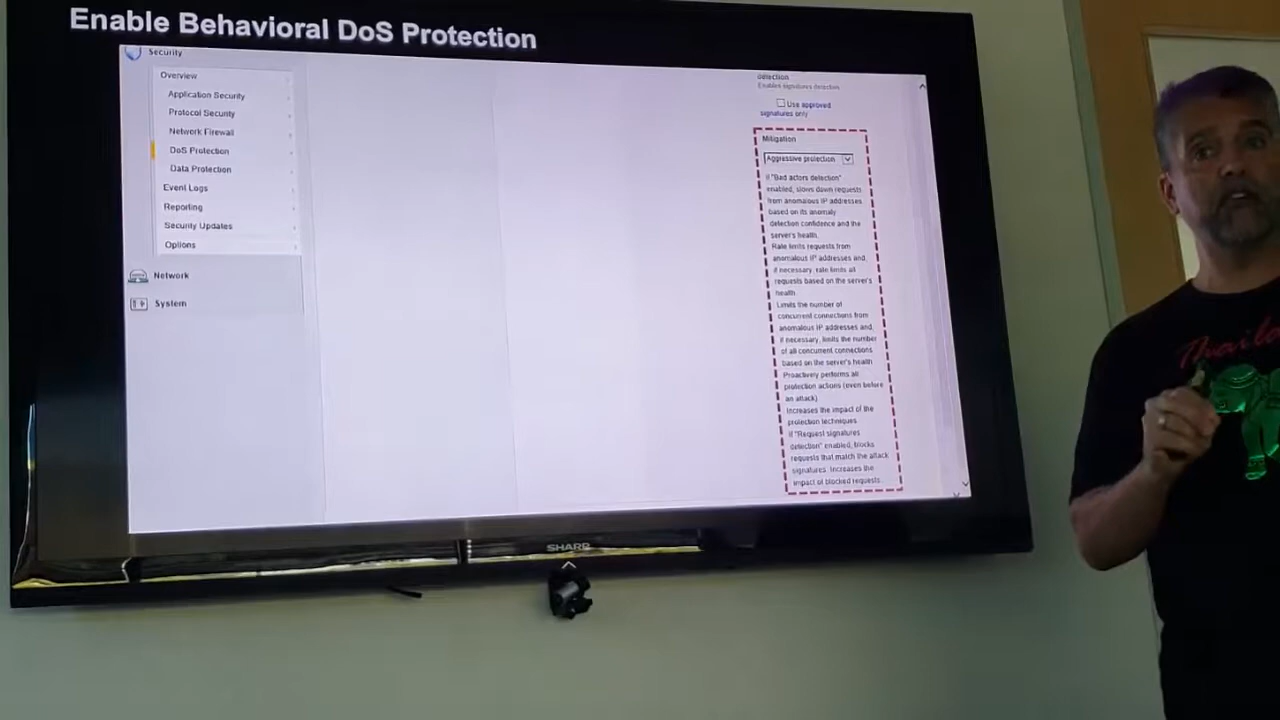 Enable Behavioral DoS Protection
Security
Overview
Application Security
Protocol Security
Network Firewall
DoS Protection
Data Protection
Event Logs
Reporting
Security Updates
Options
Network
System
detection
Enables signatures detection
Use approved
signatures only
Mitigation
Aggressive protection
If "Bad actors detection"
enabled, slows down requests
from anomalous IP addresses
based on its anomaly
detection confidence and the
server's health.
Rate limits requests from
anomalous IP addresses and,
if necessary, rate limits all
requests based on the server's
health.
Limits the number of
concurrent connections from
anomalous IP addresses and,
if necessary, limits the number
of all concurrent connections
based on the server's health.
Proactively performs all
protection actions (even before
an attack).
Increases the impact of the
protection techniques.
If "Request signatures
detection" enabled, blocks
requests that match the attack
signatures. Increases the
impact of blocked requests.
SHARP